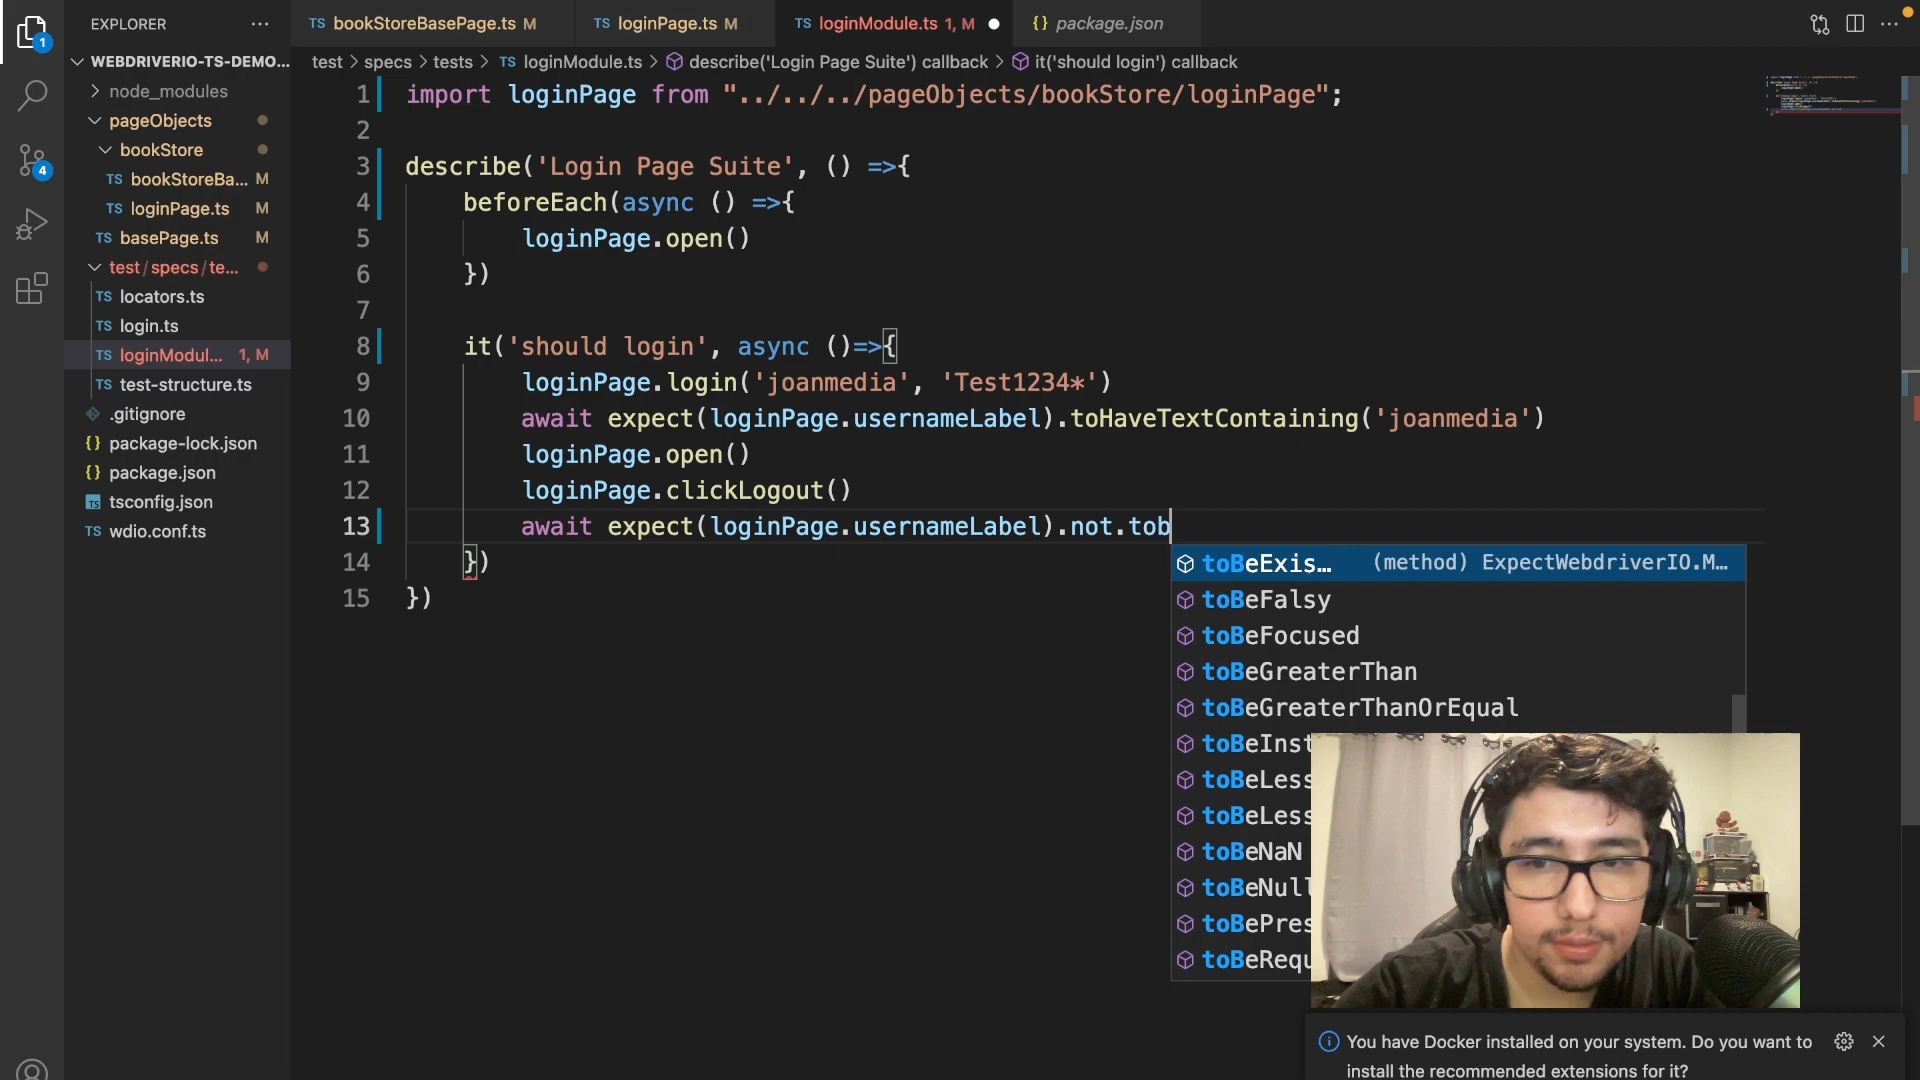 EXPLORER
WEBDRIVERIO-TS-DEMO...
node_modules
pageObjects
bookStore
TS bookStoreBa... M
TS loginPage.ts M
TS basePage.ts M
test/specs/te...
TS locators.ts
TS login.ts
TS loginModul... 1, M
TS test-structure.ts
.gitignore
{} package-lock.json
{} package.json
TS tsconfig.json
TS wdio.conf.ts
1
4
TS bookStoreBasePage.ts M
TS loginPage.ts M
TS loginModule.ts 1, M
{} package.json
test > specs > tests > TS loginModule.ts > describe('Login Page Suite') callback > it('should login') callback
1 import loginPage from "../../../pageObjects/bookStore/loginPage";
2
3 describe('Login Page Suite', () =>{
4 beforeEach(async () =>{
5 loginPage.open()
6 })
7
8 it('should login', async ()=>{
9 loginPage.login('joanmedia', 'Test1234*')
10 await expect(loginPage.usernameLabel).toHaveTextContaining('joanmedia')
11 loginPage.open()
12 loginPage.clickLogout()
13 await expect(loginPage.usernameLabel).not.tob
14 })
15 })
toBeExis... (method) ExpectWebdriverIO.M...
toBeFalsy
toBeFocused
toBeGreaterThan
toBeGreaterThanOrEqual
toBeInst
toBeLess
toBeLess
toBeNaN
toBeNull
toBePres
toBeRequ
You have Docker installed on your system. Do you want to
install the recommended extensions for it?